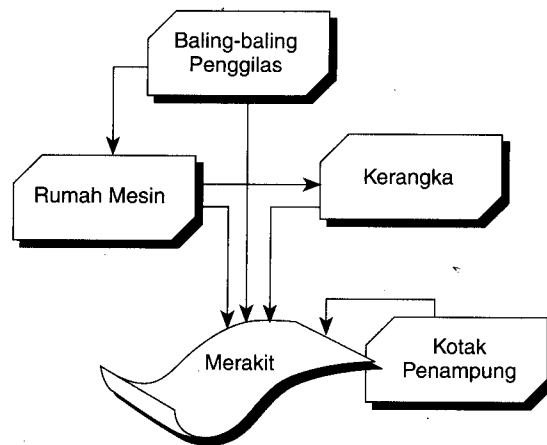 Baling-baling
Penggilas
Rumah Mesin
Kerangka
Merakit
Kotak
Penampung